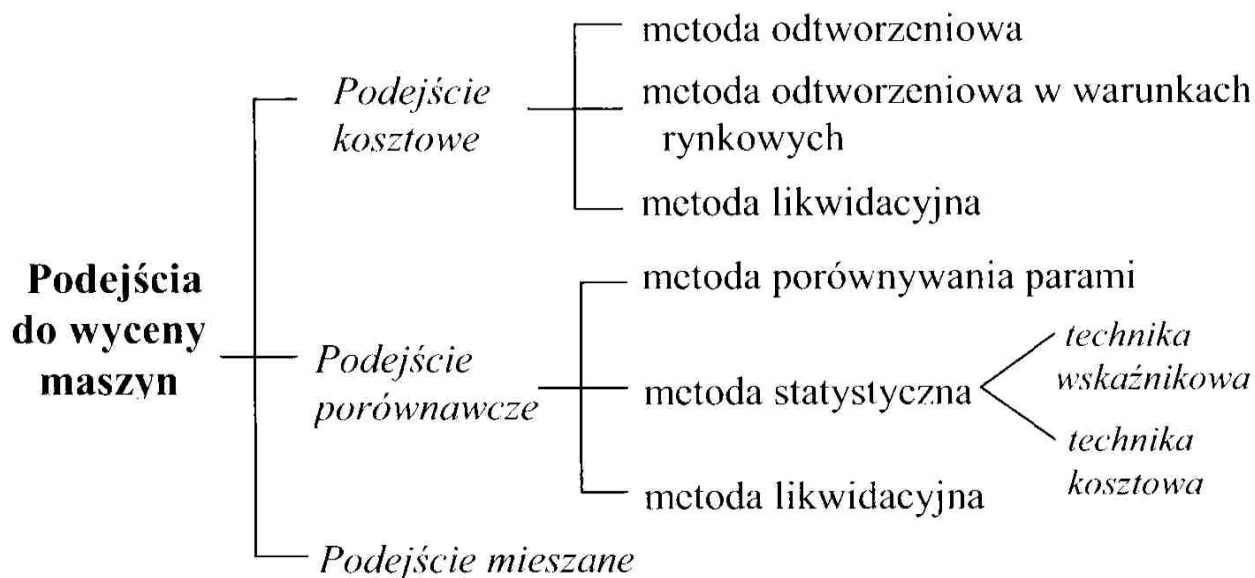 Podejścia
do wyceny
maszyn
Podejście
kosztowe
metoda odtworzeniowa
metoda odtworzeniowa w warunkach
rynkowych
metoda likwidacyjna
Podejście
porównawcze
metoda porównywania parami
metoda statystyczna
technika
wskaźnikowa
technika
kosztowa
metoda likwidacyjna
Podejście mieszane